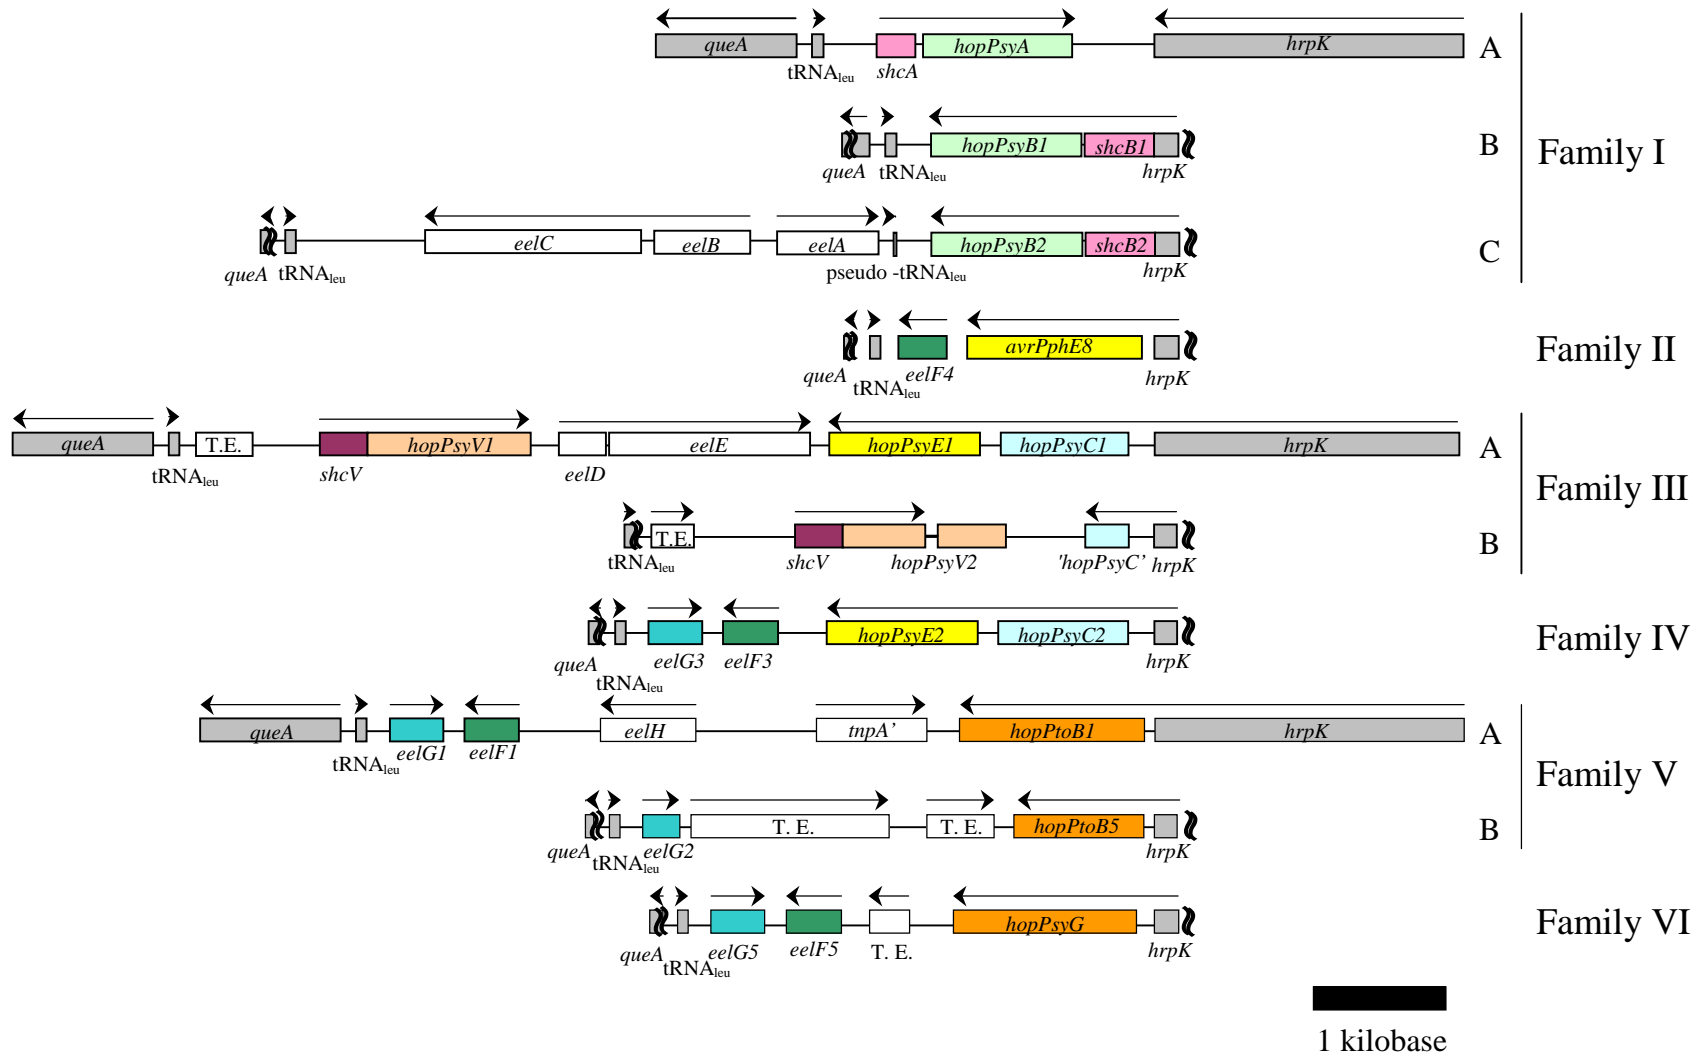 queA hopPsyA hrpK A
tRNAleu shcA
hopPsyB1 shcB1 B
queA tRNAleu hrpK
Family I
eelC eelB eelA hopPsyB2 shcB2 C
queA tRNAleu pseudo -tRNAleu hrpK
avrPphE8 Family II
queA tRNAleu eelF4 hrpK
queA T.E. hopPsyV1 eelE hopPsyE1 hopPsyC1 hrpK A
tRNAleu shcV eelD
Family III
T.E. B
tRNAleu shcV hopPsyV2 'hopPsyC’ hrpK
hopPsyE2 hopPsyC2 Family IV
queA tRNAleu eelG3 eelF3 hrpK
queA eelH tnpA’ hopPtoB1 hrpK A
tRNAleu eelG1 eelF1
Family V
T. E. T. E. hopPtoB5 B
queA tRNAleu eelG2 hrpK
hopPsyG Family VI
queA tRNAleu eelG5 eelF5 T. E. hrpK
1 kilobase